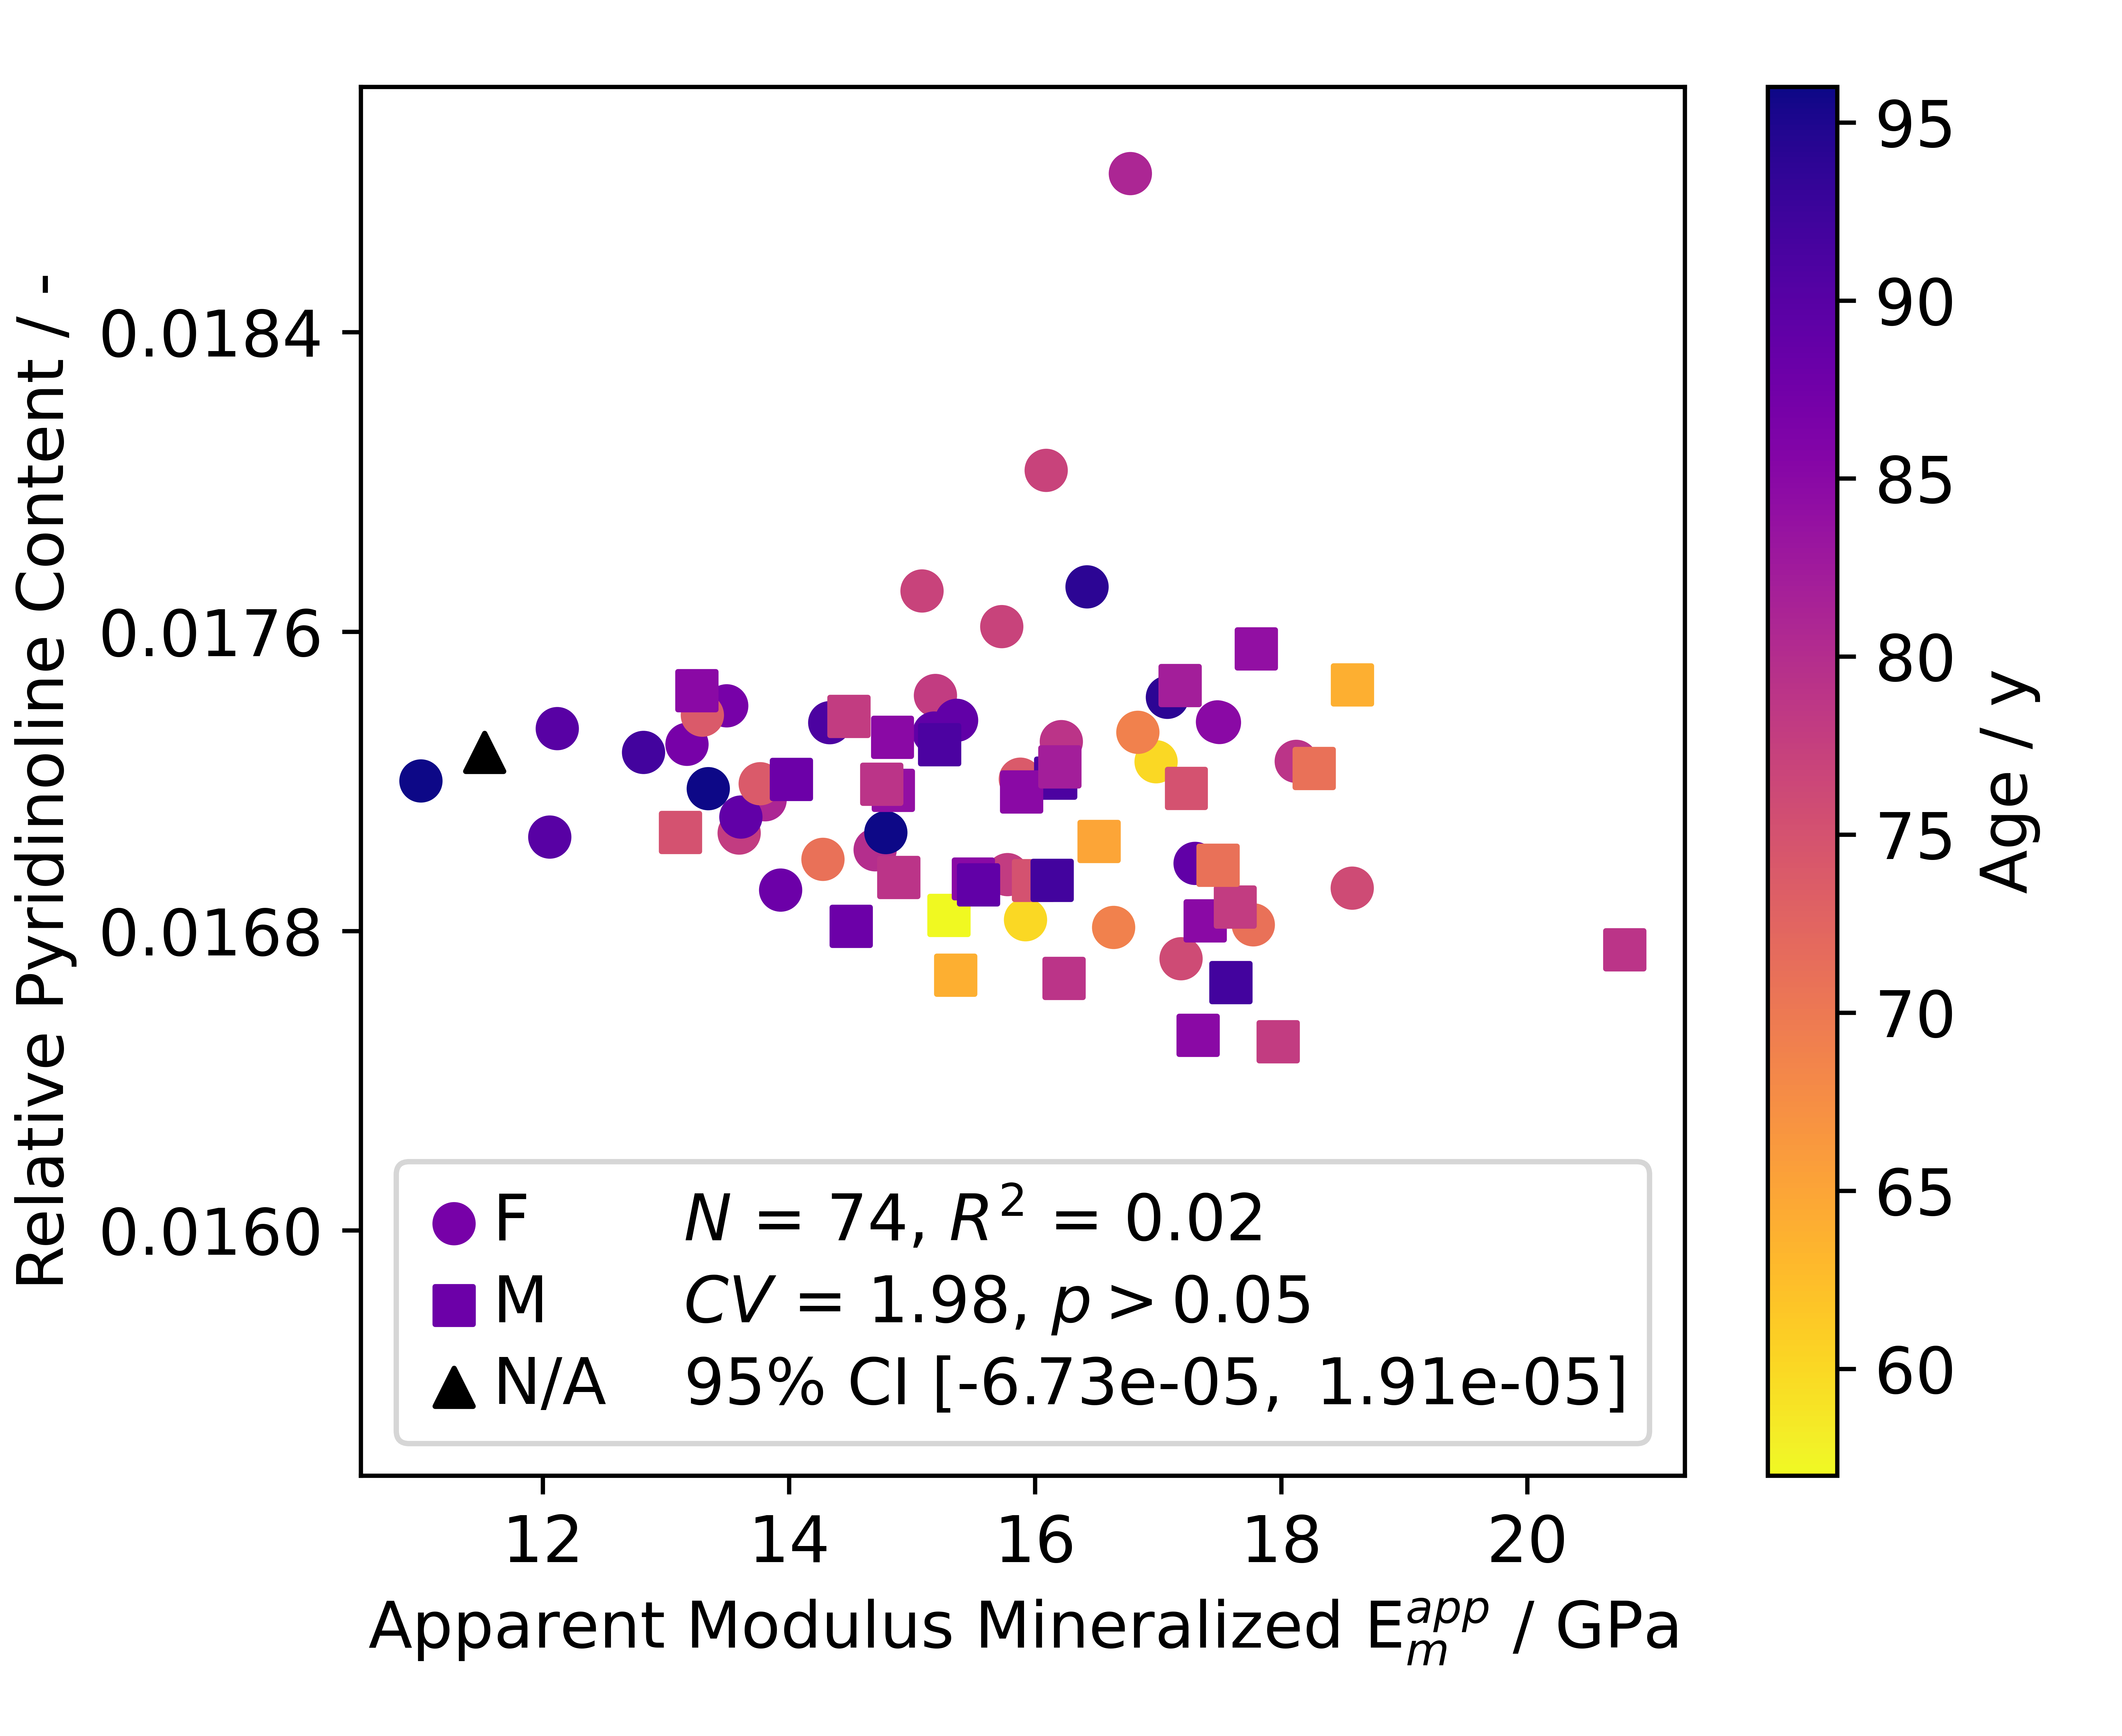 Relative Pyridinoline Content / -
0.0184
0.0176
0.0168
0.0160
F N = 74, R² = 0.02
M CV = 1.98, p > 0.05
N/A 95% CI [-6.73e-05, 1.91e-05]
12 14 16 18 20
Apparent Modulus Mineralized E_m^app / GPa
95
90
85
80
75
70
65
60
Age / y